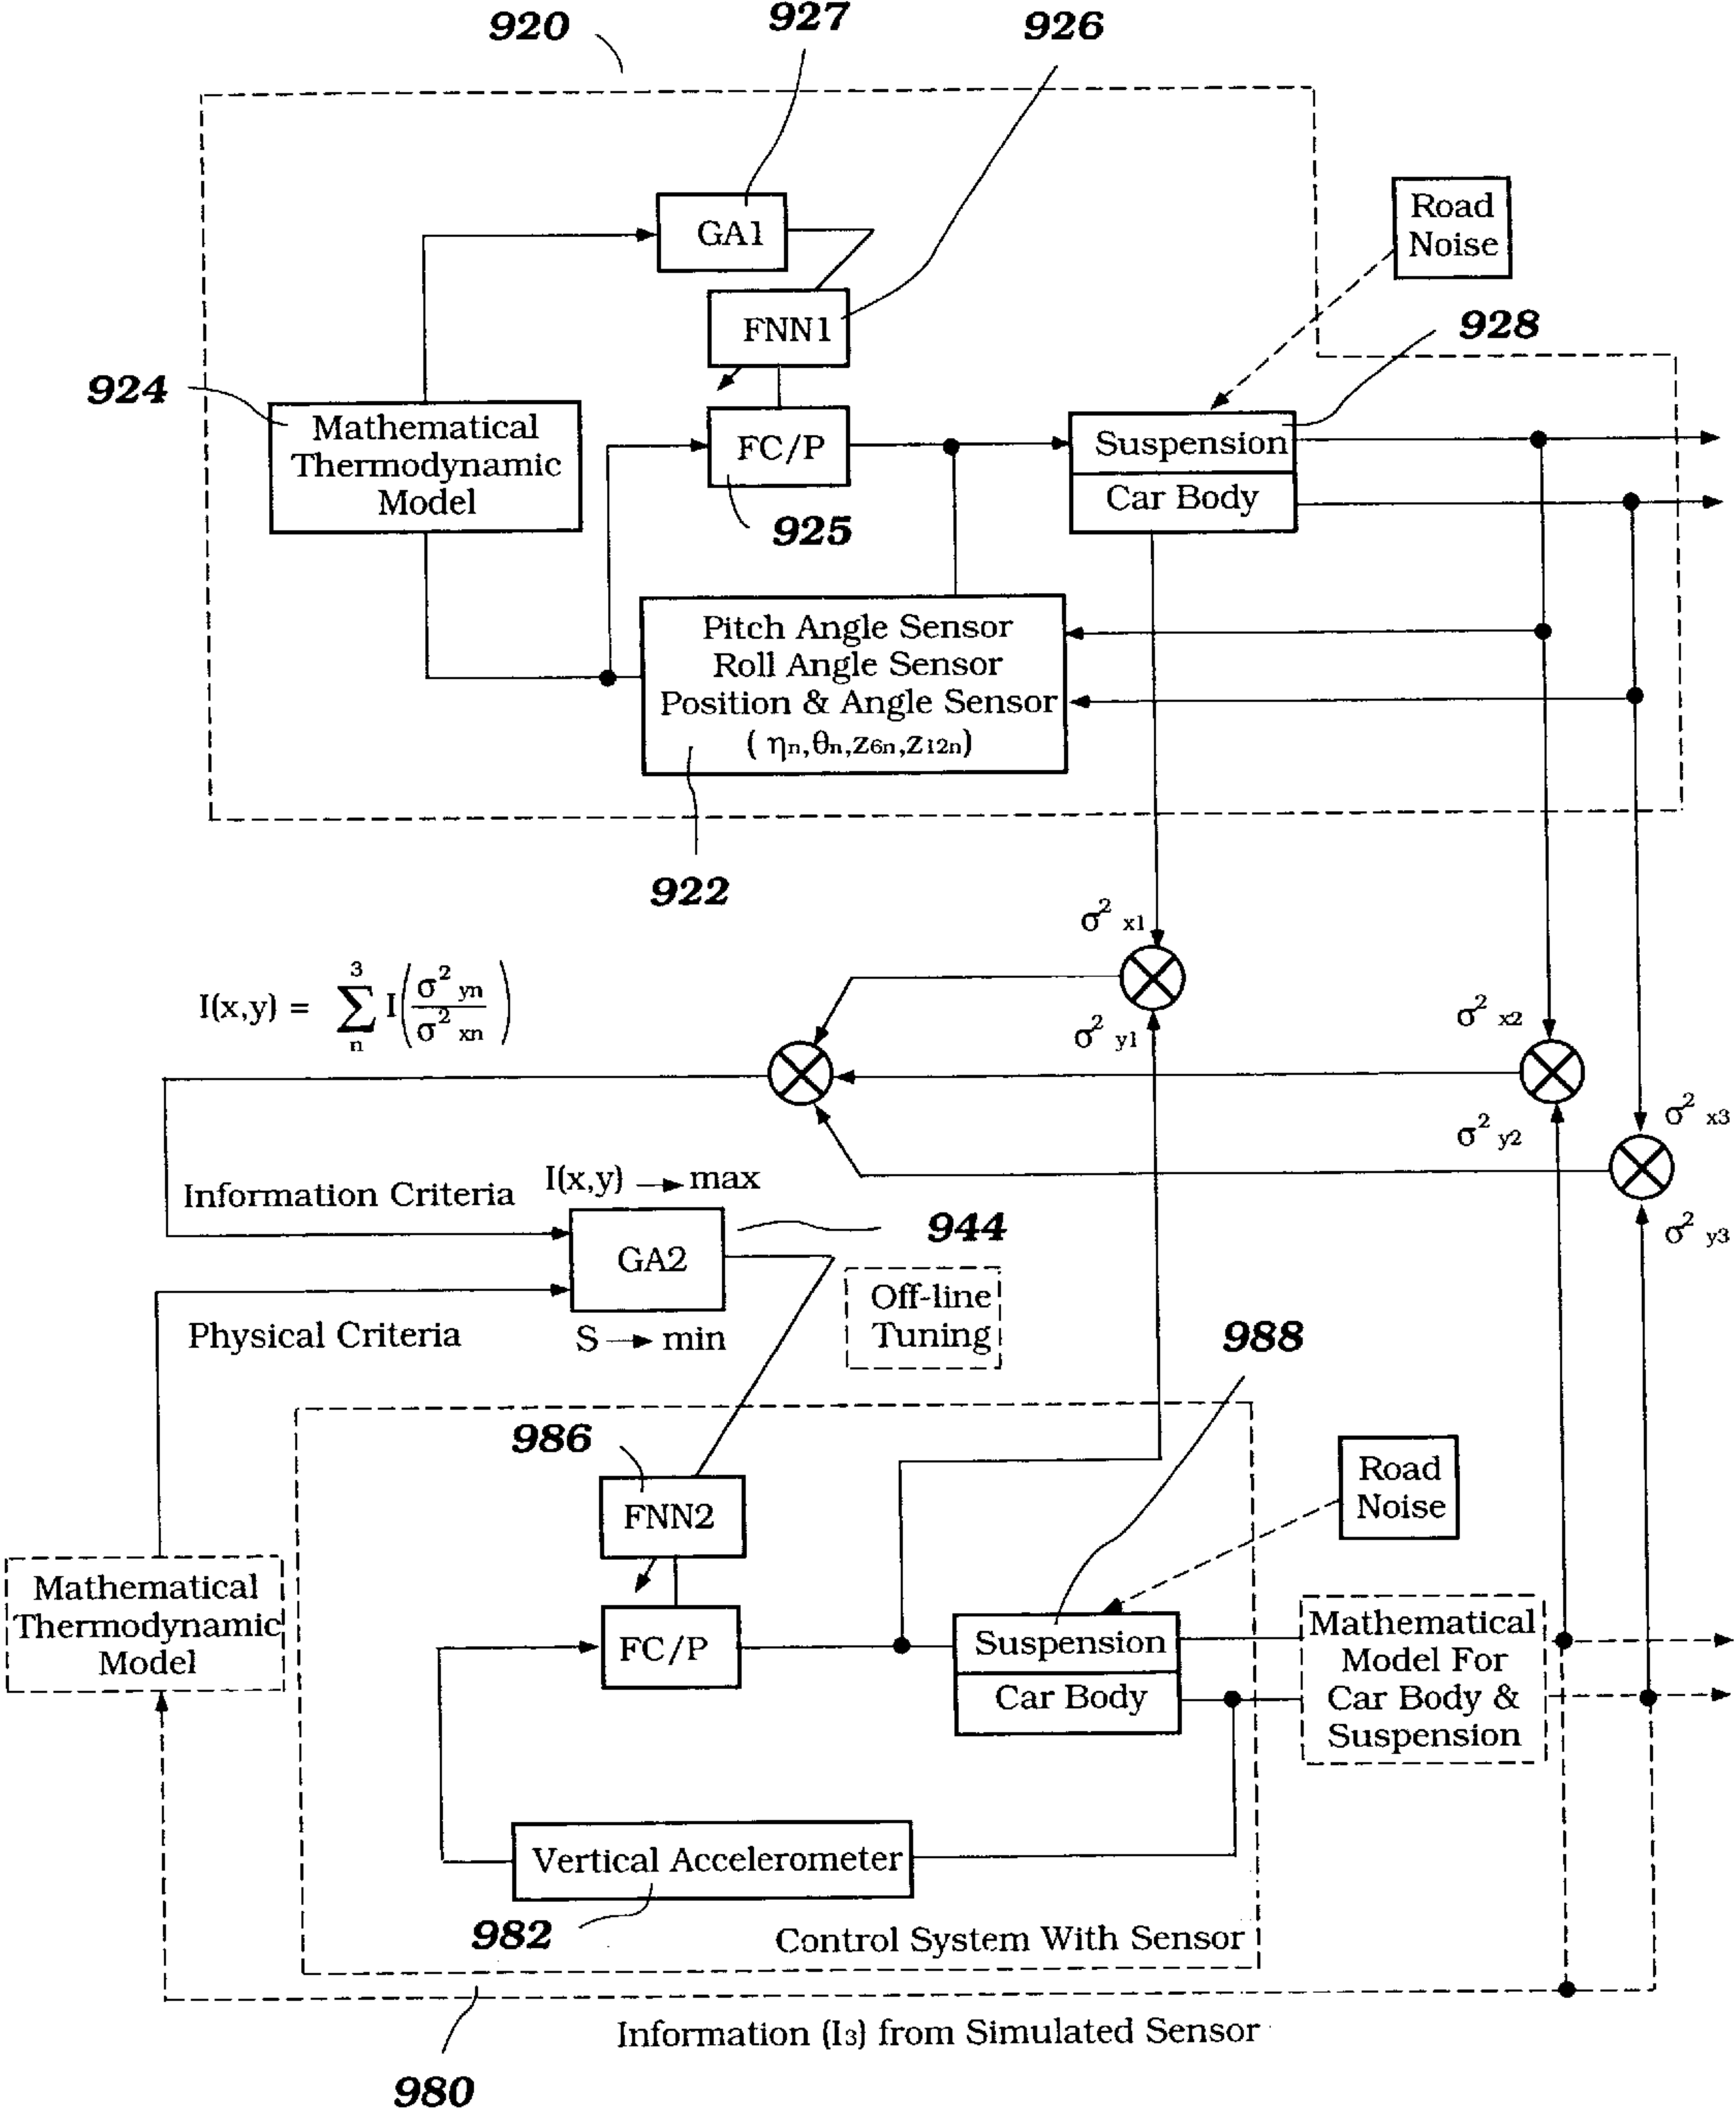 920
927
926
GA1
Road
Noise
FNN1
928
924
Mathematical
Thermodynamic
Model
FC/P
Suspension
Car Body
925
Pitch Angle Sensor
Roll Angle Sensor
Position & Angle Sensor
( ηn,θn,z6n,z12n)
922
σ² x1
I(x,y) = 3 Σ n I(σ² yn / σ² xn)
σ² y1
σ² x2
σ² x3
σ² y2
I(x,y) → max
Information Criteria
944
σ² y3
GA2
Off-line
Tuning
Physical Criteria
S → min
988
986
Road
Noise
FNN2
Mathematical
Thermodynamic
Model
FC/P
Suspension
Car Body
Mathematical
Model For
Car Body &
Suspension
Vertical Accelerometer
982
Control System With Sensor
Information (I3) from Simulated Sensor
980